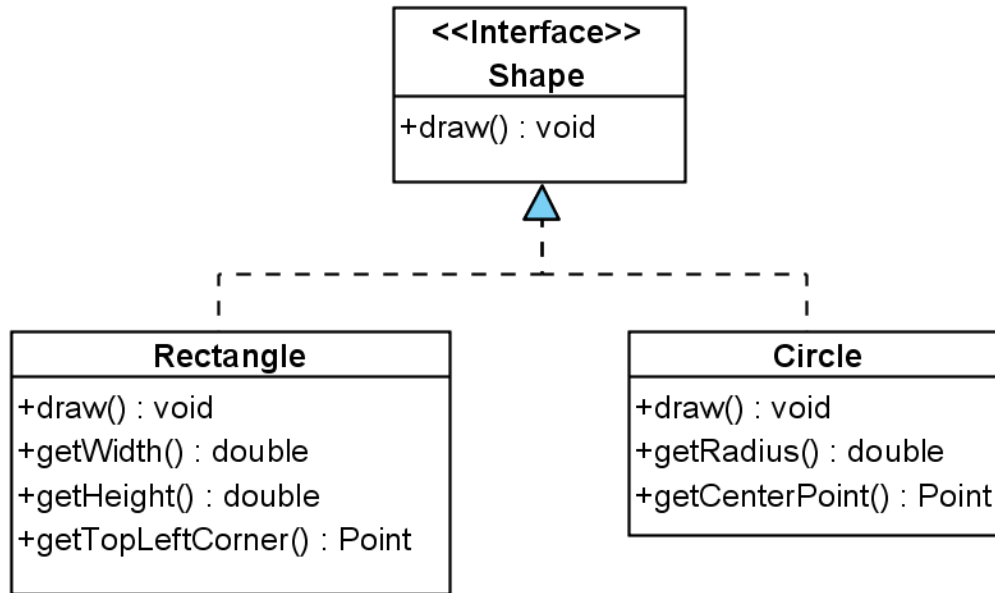 <<Interface>>
Shape
+draw() : void
Rectangle
+draw() : void
+getWidth() : double
+getHeight() : double
+getTopLeftCorner() : Point
Circle
+draw() : void
+getRadius() : double
+getCenterPoint() : Point